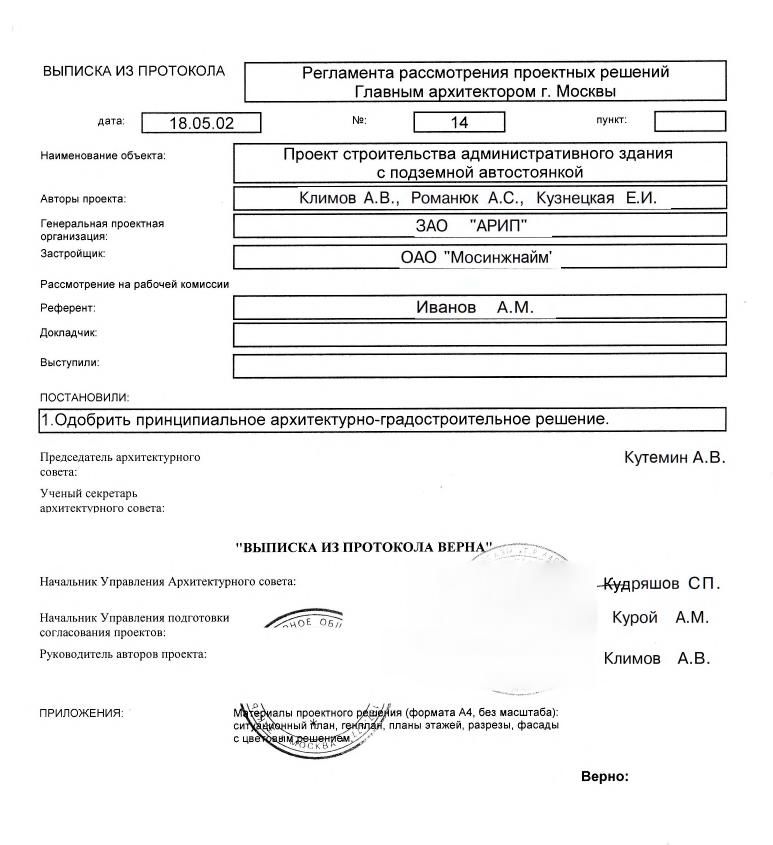 ВЫПИСКА ИЗ ПРОТОКОЛА
Регламента рассмотрения проектных решений
Главным архитектором г. Москвы
дата: 18.05.02 №: 14 пункт:
Наименование объекта:
Проект строительства административного здания
с подземной автостоянкой
Авторы проекта: Климов А.В., Романюк А.С., Кузнецкая Е.И.
Генеральная проектная
организация:
ЗАО "АРИП"
Застройщик: ОАО "Мосинжнайм'
Рассмотрение на рабочей комиссии
Референт: Иванов А.М.
Докладчик:
Выступили:
ПОСТАНОВИЛИ:
1.Одобрить принципиальное архитектурно-градостроительное решение.
Председатель архитектурного
совета:
Кутемин А.В.
Ученый секретарь
архитектурного совета:
"ВЫПИСКА ИЗ ПРОТОКОЛА ВЕРНА"
Начальник Управления Архитектурного совета: Кудряшов СП.
Начальник Управления подготовки
согласования проектов:
Курой А.М.
Руководитель авторов проекта: Климов А.В.
ПРИЛОЖЕНИЯ:
Материалы проектного решения (формата А4, без масштаба):
ситуационный план, генплан, планы этажей, разрезы, фасады
с цветовым решением
МОСКВА
Верно: